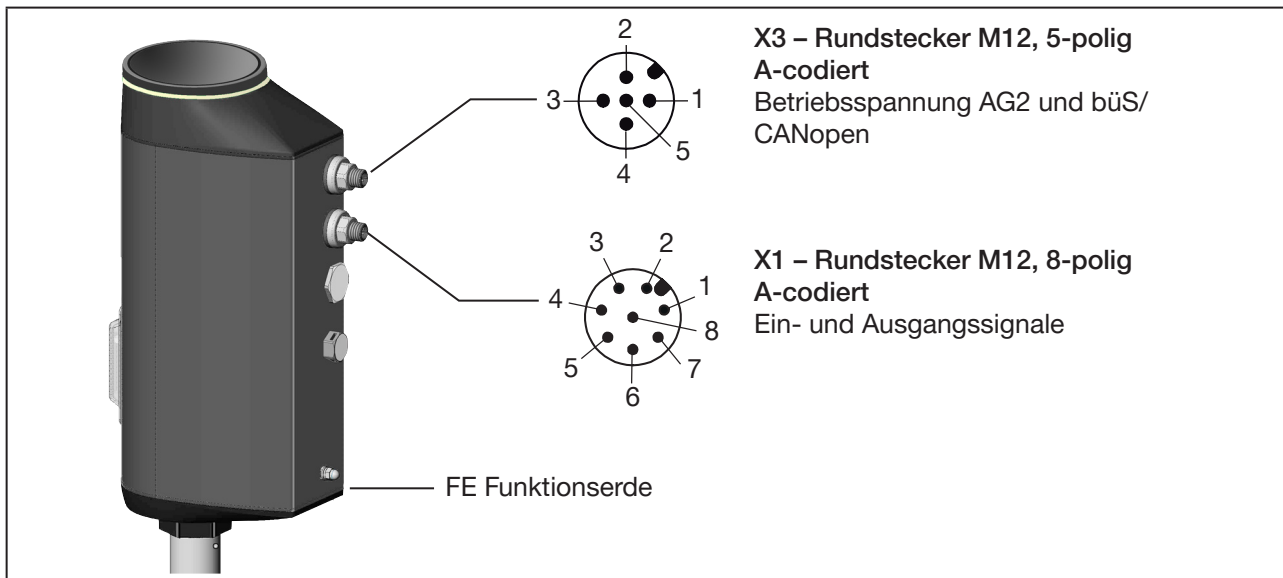 2
3
1
5
4
X3 – Rundstecker M12, 5-polig
A-codiert
Betriebsspannung AG2 und büS/
CANopen
3
2
4
1
8
5
7
6
X1 – Rundstecker M12, 8-polig
A-codiert
Ein- und Ausgangssignale
FE Funktionserde